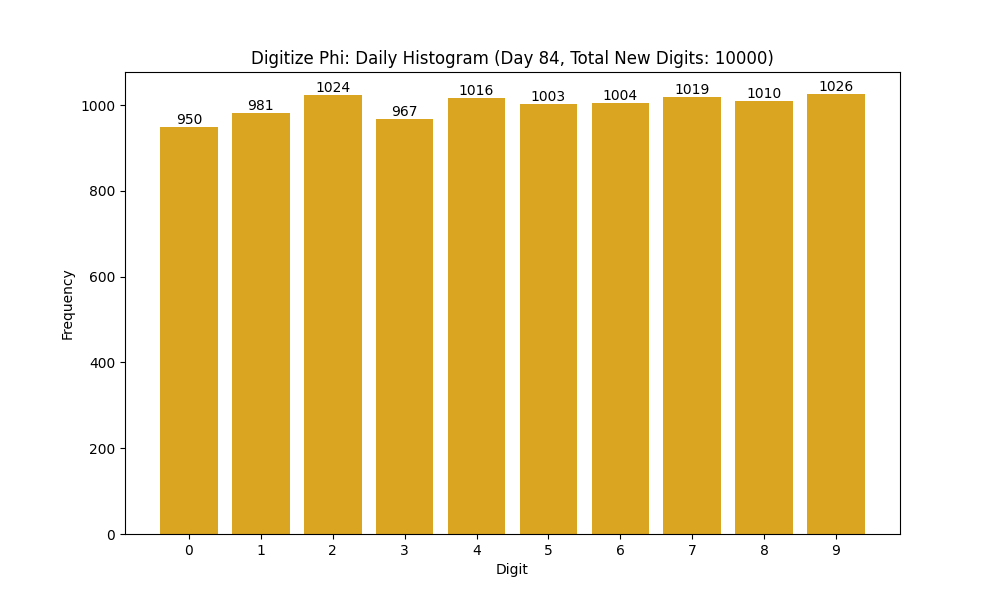 Digitize Phi: Daily Histogram (Day 84, Total New Digits: 10000)
950 981 1024 967 1016 1003 1004 1019 1010 1026
1000
800
600
400
200
0
Frequency
0 1 2 3 4 5 6 7 8 9
Digit